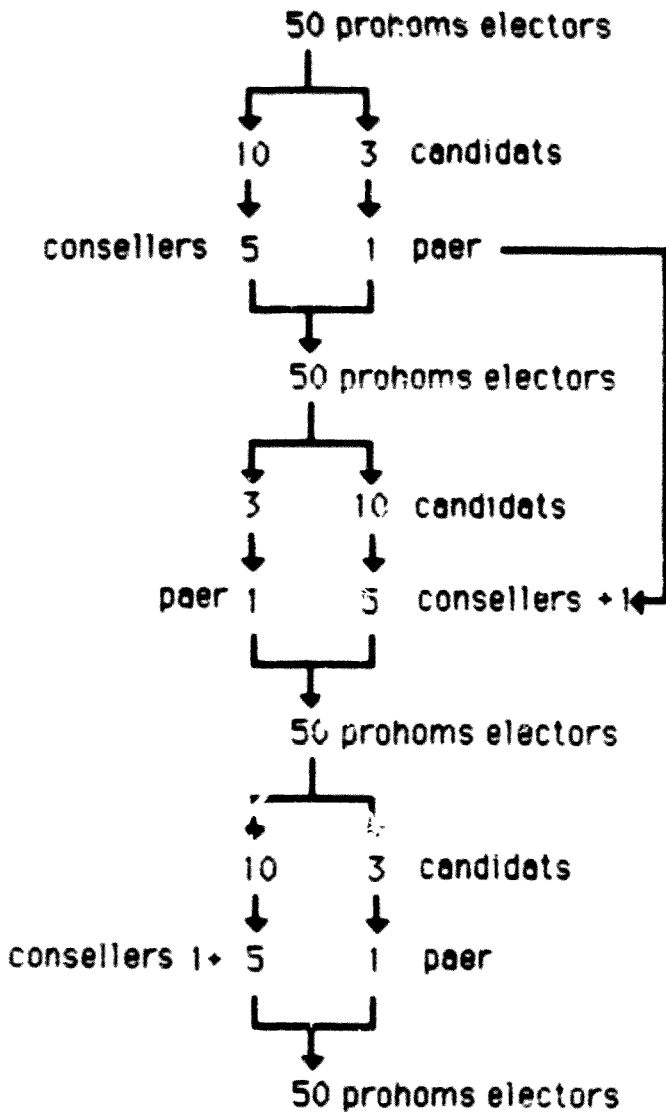 50 prohoms electors
10 3 candidats
consellers 5 1 paer
50 prohoms electors
3 10 candidats
paer 1 5 consellers +1
50 prohoms electors
10 3 candidats
consellers 1+ 5 1 paer
50 prohoms electors